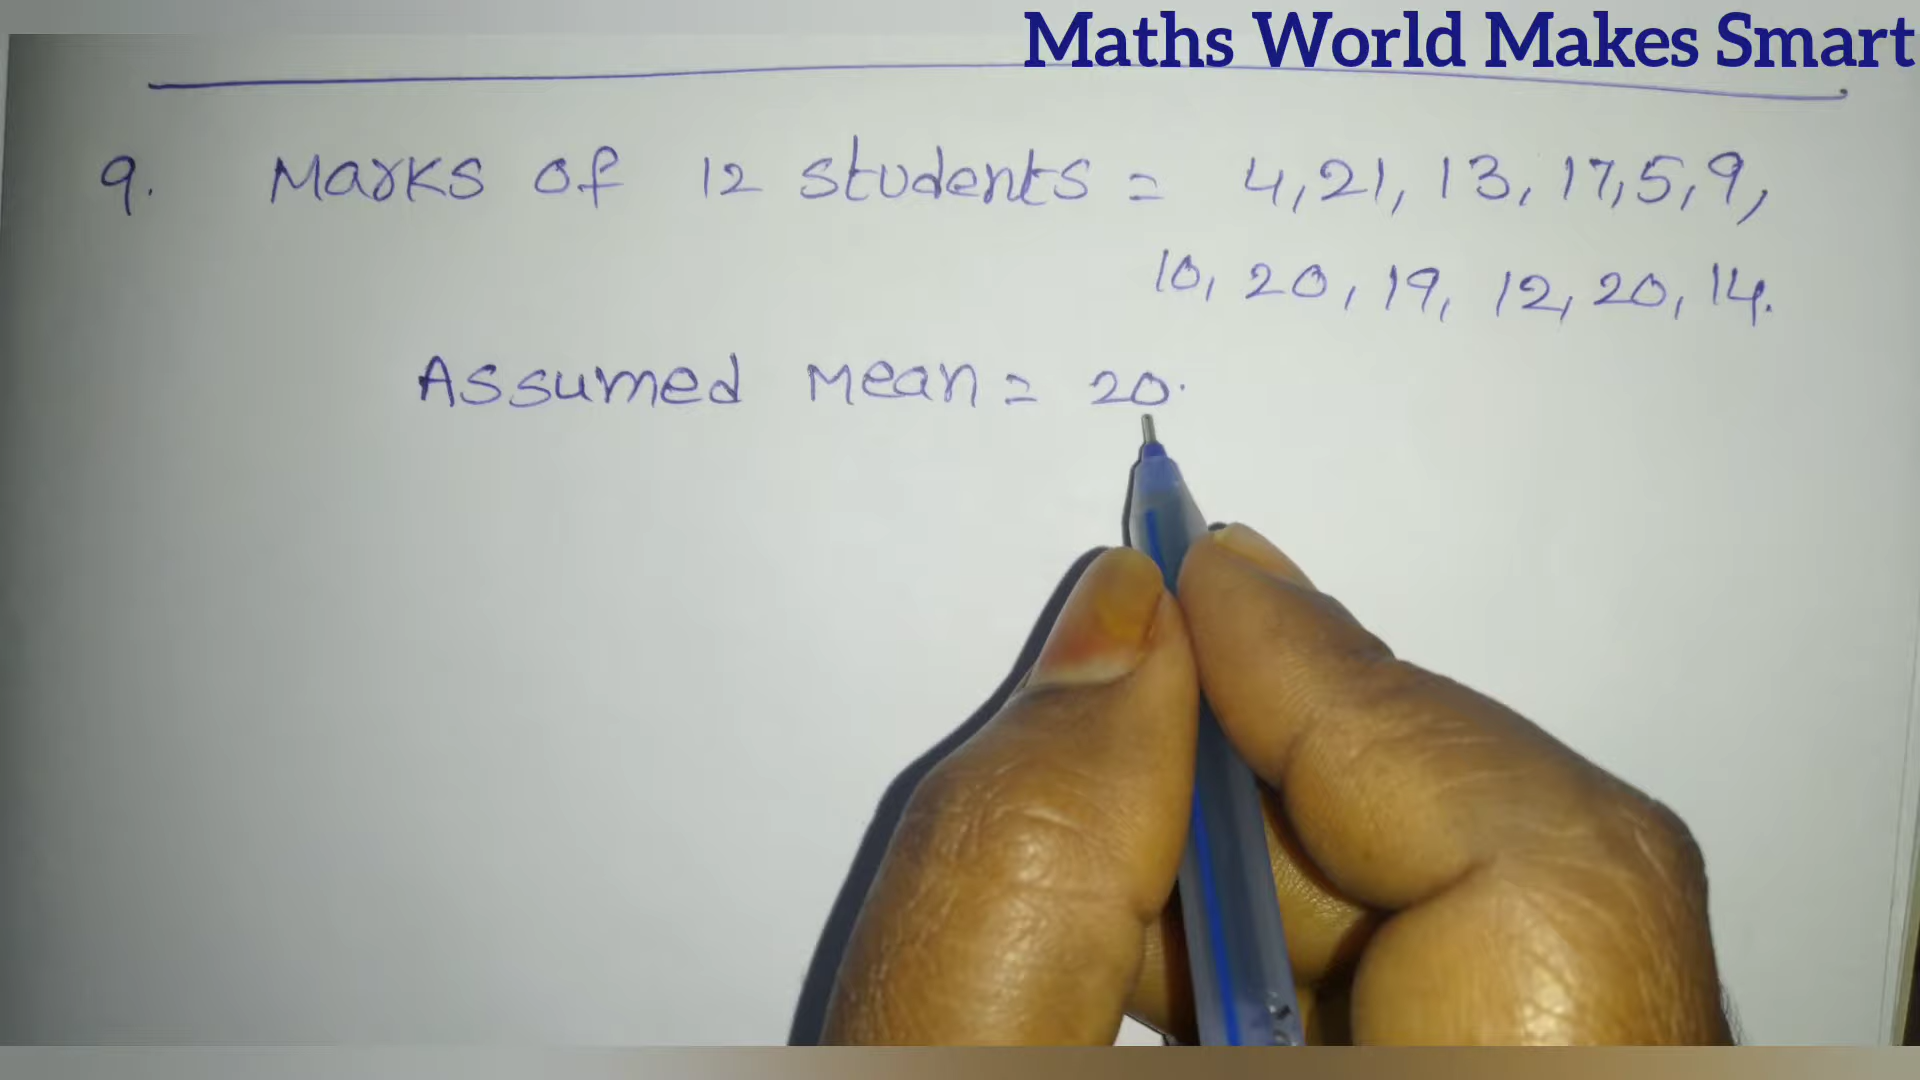 Maths World Makes Smart
9. Marks of 12 students = 4, 21, 13, 17, 5, 9,
10, 20, 19, 12, 20, 14.
Assumed Mean = 20.